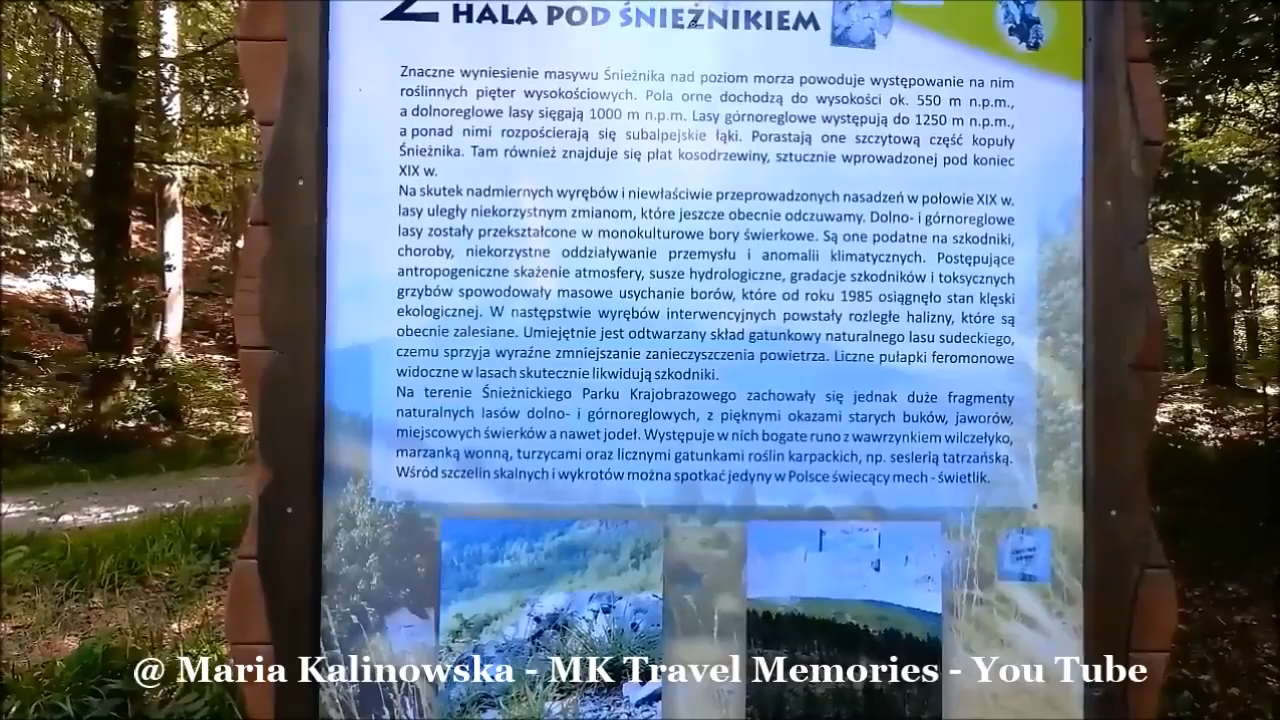 2 HALA POD ŚNIEŻNIKIEM
Znaczne wyniesienie masywu Śnieżnika nad poziom morza powoduje występowanie na nim
roślinnych pięter wysokościowych. Pola orne dochodzą do wysokości ok. 550 m n.p.m.,
a dolnoreglowe lasy sięgają 1000 m n.p.m. Lasy górnoreglowe występują do 1250 m n.p.m.,
a ponad nimi rozpościerają się subalpejskie łąki. Porastają one szczytową część kopuły
Śnieżnika. Tam również znajduje się płat kosodrzewiny, sztucznie wprowadzonej pod koniec
XIX w.
Na skutek nadmiernych wyrębów i niewłaściwie przeprowadzonych nasadzeń w połowie XIX w.
lasy uległy niekorzystnym zmianom, które jeszcze obecnie odczuwamy. Dolno- i górnoreglowe
lasy zostały przekształcone w monokulturowe bory świerkowe. Są one podatne na szkodniki,
choroby, niekorzystne oddziaływanie przemysłu i anomalii klimatycznych. Postępujące
antropogeniczne skażenie atmosfery, susze hydrologiczne, gradacje szkodników i toksycznych
grzybów spowodowały masowe usychanie borów, które od roku 1985 osiągnęło stan klęski
ekologicznej. W następstwie wyrębów interwencyjnych powstały rozległe halizny, które są
obecnie zalesiane. Umiejętnie jest odtwarzany skład gatunkowy naturalnego lasu sudeckiego,
czemu sprzyja wyraźne zmniejszanie zanieczyszczenia powietrza. Liczne pułapki feromonowe
widoczne w lasach skutecznie likwidują szkodniki.
Na terenie Śnieżnickiego Parku Krajobrazowego zachowały się jednak duże fragmenty
naturalnych lasów dolno- i górnoreglowych, z pięknymi okazami starych buków, jaworów,
miejscowych świerków a nawet jodeł. Występuje w nich bogate runo z wawrzynkiem wilczełyko,
marzanką wonną, turzycami oraz licznymi gatunkami roślin karpackich, np. seslerią tatrzańską.
Wśród szczelin skalnych i wykrotów można spotkać jedyny w Polsce świecący mech - świetlik.
@ Maria Kalinowska - MK Travel Memories - You Tube